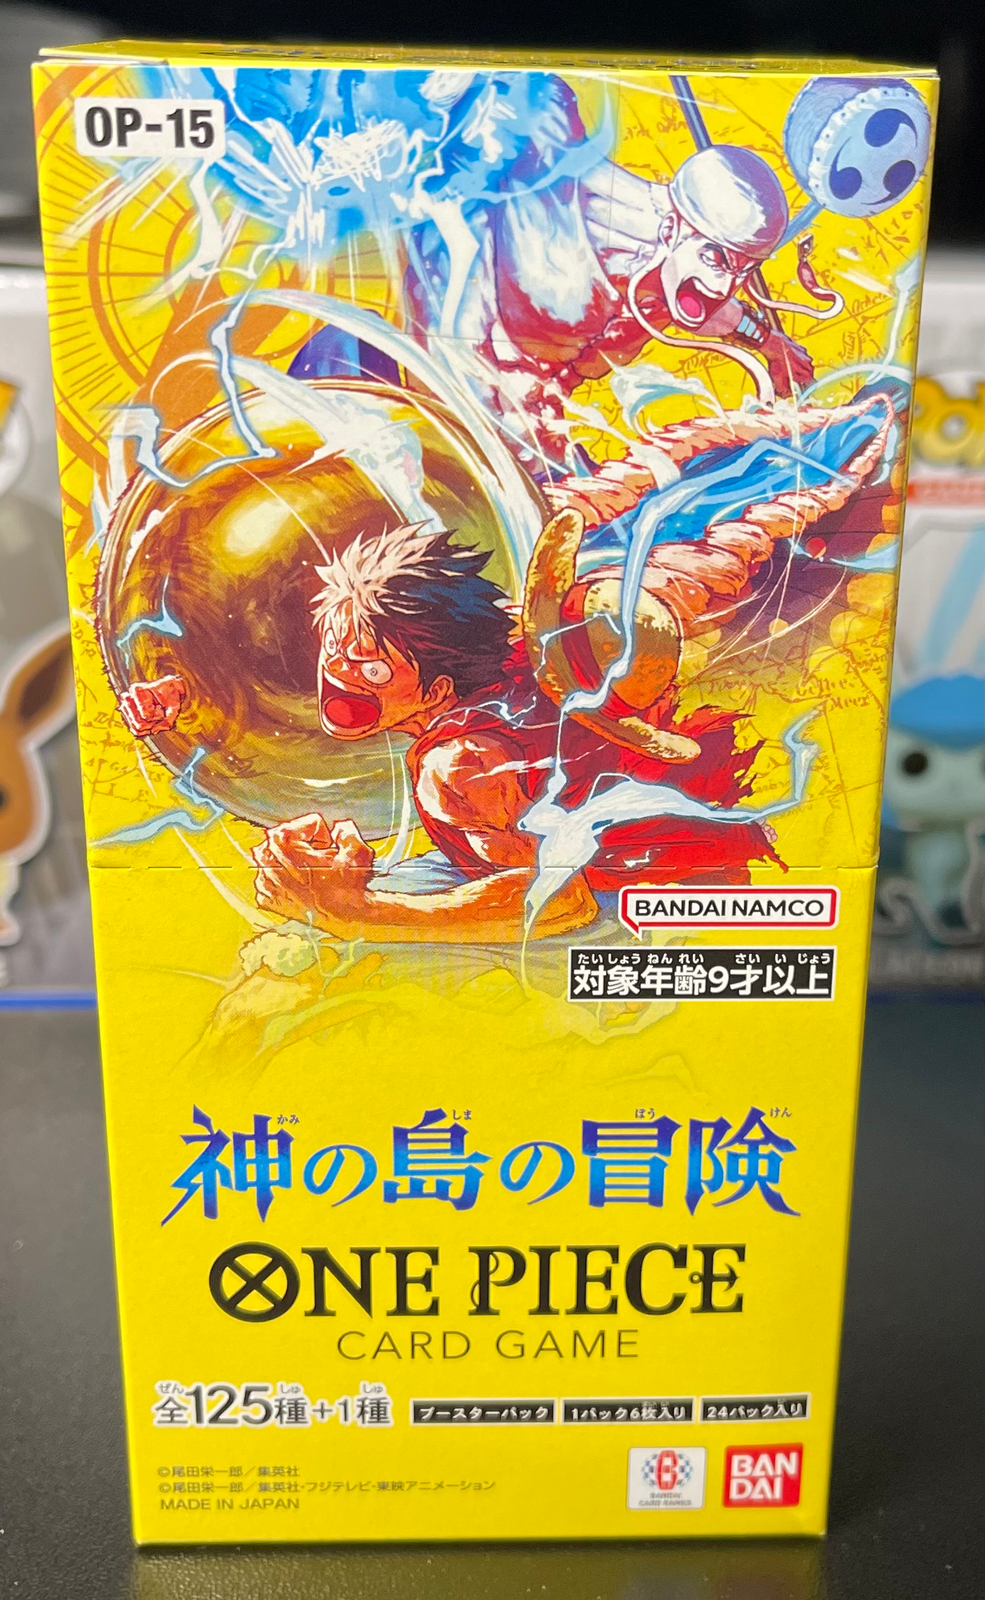 OP-15
BANDAI NAMCO
たいしょうねんれい さいいじょう
対象年齢9才以上
かみ しま ぼう けん
神の島の冒険
ONE PIECE
CARD GAME
ぜん しゅ しゅ
全125種+1種
ブースターパック 1パック6枚入り 24パック入り
©尾田栄一郎/集英社
©尾田栄一郎/集英社・フジテレビ・東映アニメーション
MADE IN JAPAN
BANDAI
CARD GAMES
BAN
DAI